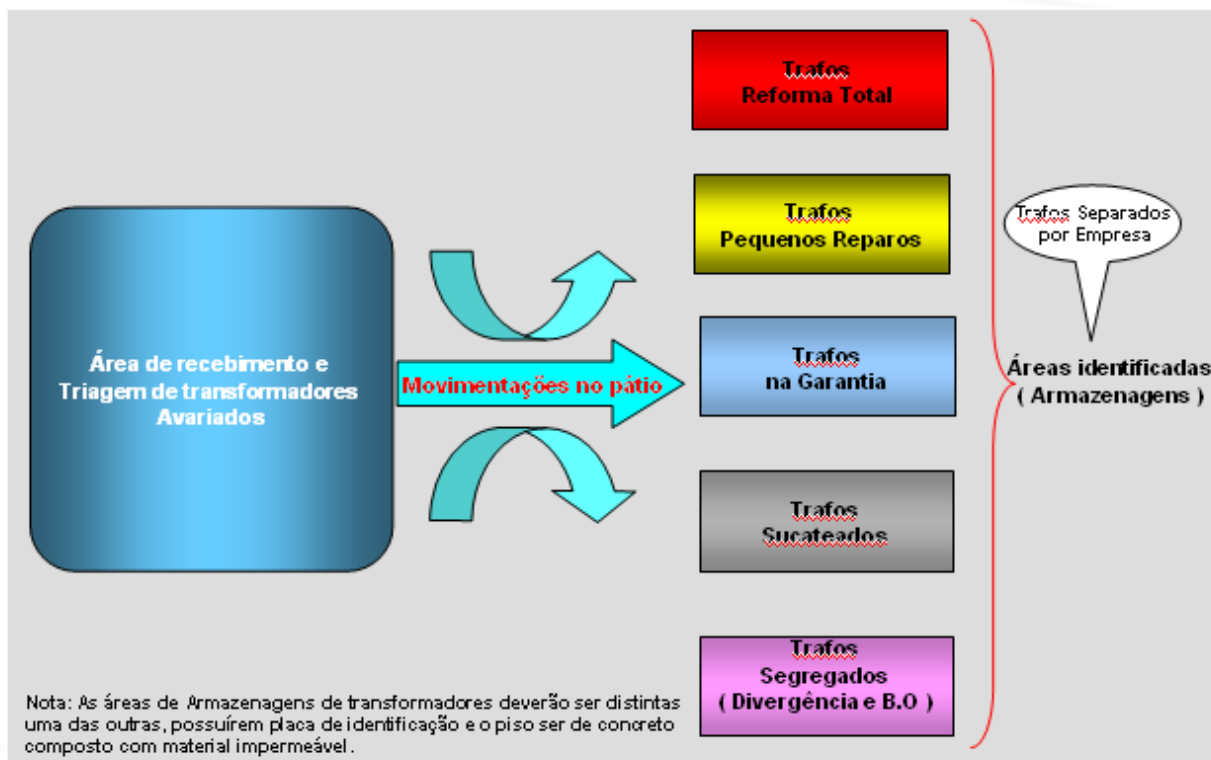 Área de recebimento e
Triagem de transformadores
Avariados
Movimentações no pátio
Trafos
Reforma Total
Trafos
Pequenos Reparos
Trafos
na Garantia
Trafos
Sucateados
Trafos
Segregados
( Divergência e B.O )
Trafos Separados
por Empresa
Áreas identificadas
( Armazenagens )
Nota: As áreas de Armazenagens de transformadores deverão ser distintas
uma das outras, possuírem placa de identificação e o piso ser de concreto
composto com material impermeável.